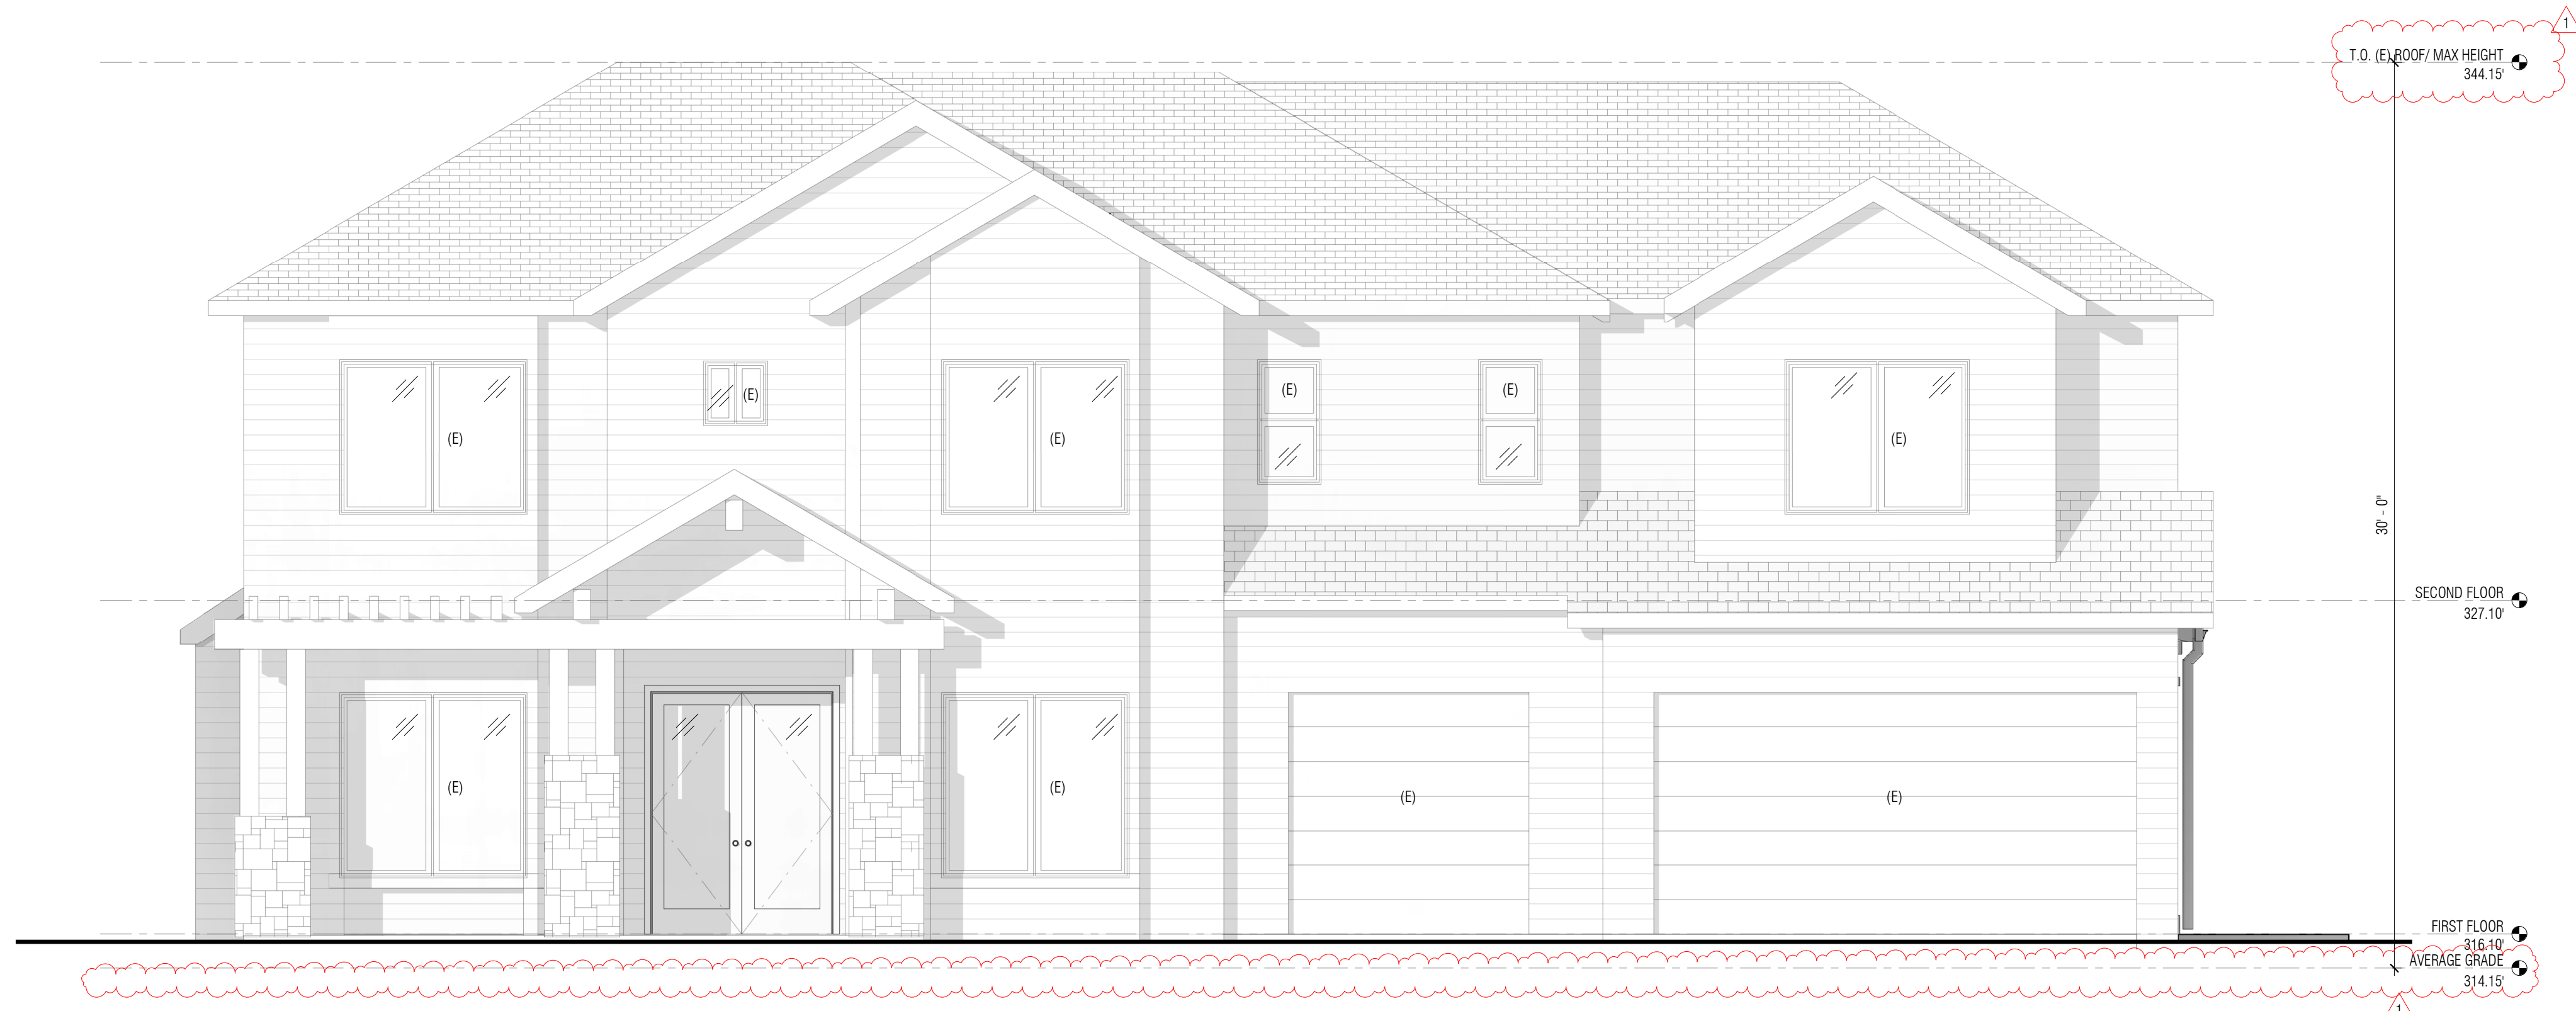 1
T.O. (E) ROOF/ MAX HEIGHT
344.15'
(E)
(E)
(E)
(E)
(E)
(E)
30' - 0"
SECOND FLOOR
327.10'
(E)
(E)
(E)
(E)
FIRST FLOOR
316.10'
AVERAGE GRADE
314.15'
1